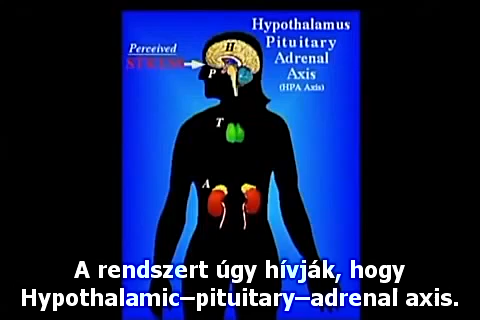 Hypothalamus
Pituitary
Adrenal
Axis
(HPA Axis)
Perceived
STRESS
H
P
T
A
A rendszert úgy hívják, hogy
Hypothalamic–pituitary–adrenal axis.